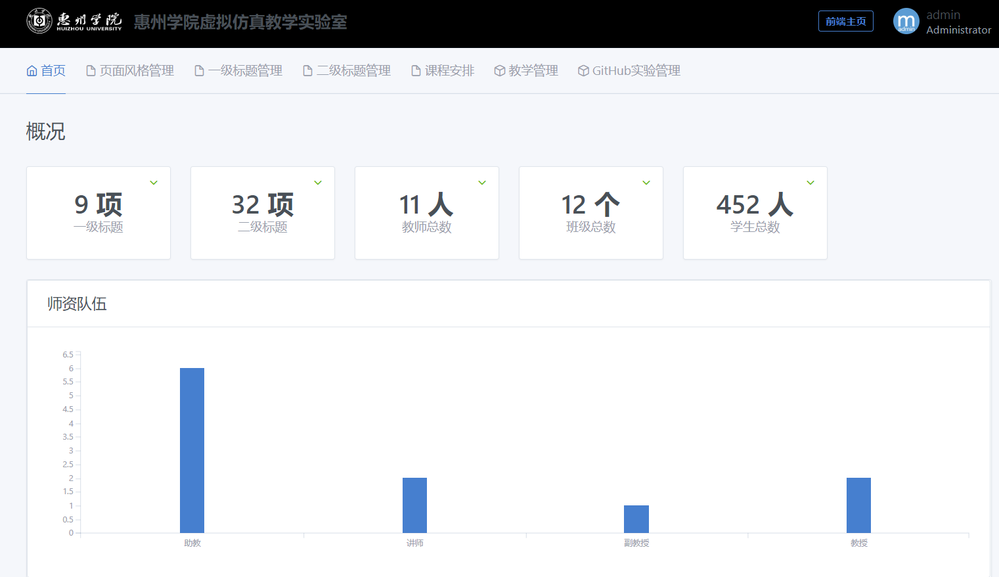 惠州学院
HUIZHOU UNIVERSITY
惠州学院虚拟仿真教学实验室
前端主页
m
admin
admin
Administrator
首页 页面风格管理 一级标题管理 二级标题管理 课程安排 教学管理 GitHub实验管理
概况
9 项
一级标题
32 项
二级标题
11 人
教师总数
12 个
班级总数
452 人
学生总数
师资队伍
6.5
6
5.5
5
4.5
4
3.5
3
2.5
2
1.5
1
0.5
0
助教 讲师 副教授 教授